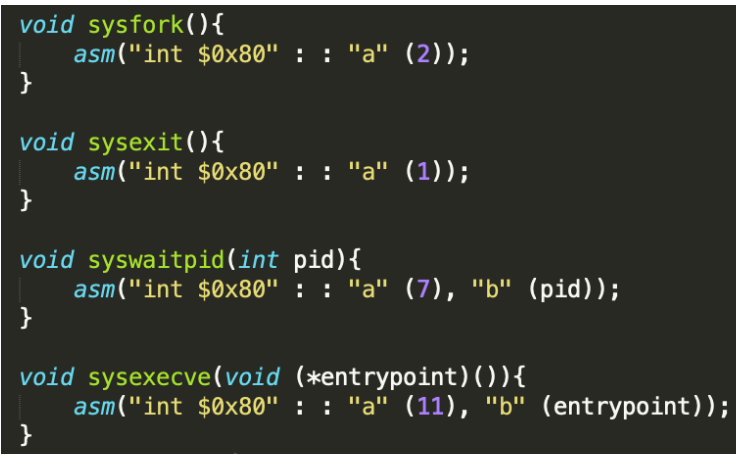 void sysfork(){
    asm("int $0x80" : : "a" (2));
}

void sysexit(){
    asm("int $0x80" : : "a" (1));
}

void syswaitpid(int pid){
    asm("int $0x80" : : "a" (7), "b" (pid));
}

void sysexecve(void (*entrypoint)()){
    asm("int $0x80" : : "a" (11), "b" (entrypoint));
}